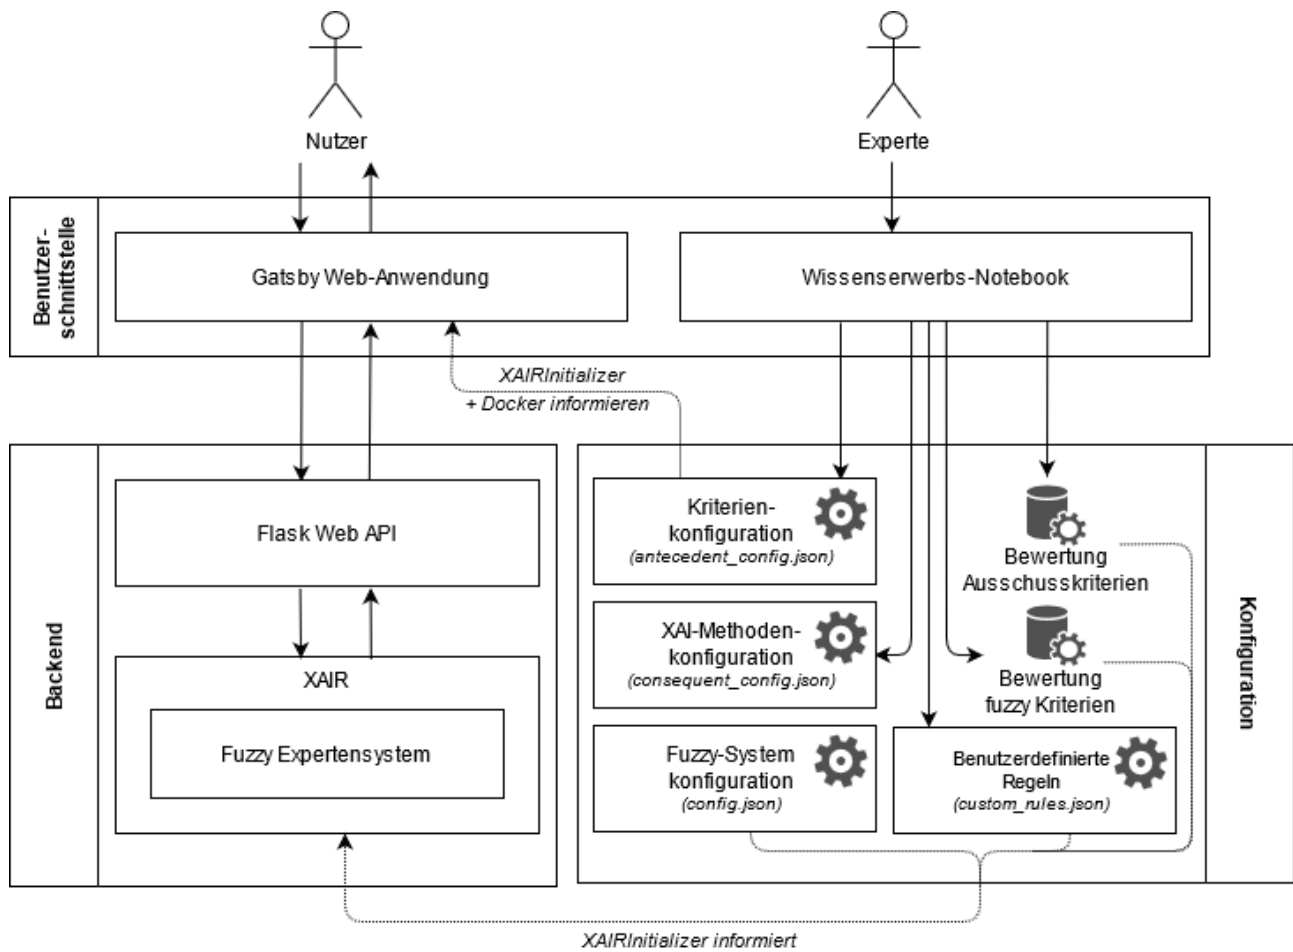 Nutzer
Experte
Benutzer-
schnittstelle
Gatsby Web-Anwendung
Wissenserwerbs-Notebook
XAIRInitializer
+ Docker informieren
Backend
Flask Web API
XAIR
Fuzzy Expertensystem
Kriterien-
konfiguration
(antecedent_config.json)
XAI-Methoden-
konfiguration
(consequent_config.json)
Fuzzy-System
konfiguration
(config.json)
Bewertung
Ausschusskriterien
Bewertung
fuzzy Kriterien
Benutzerdefinierte
Regeln
(custom_rules.json)
Konfiguration
XAIRInitializer informiert